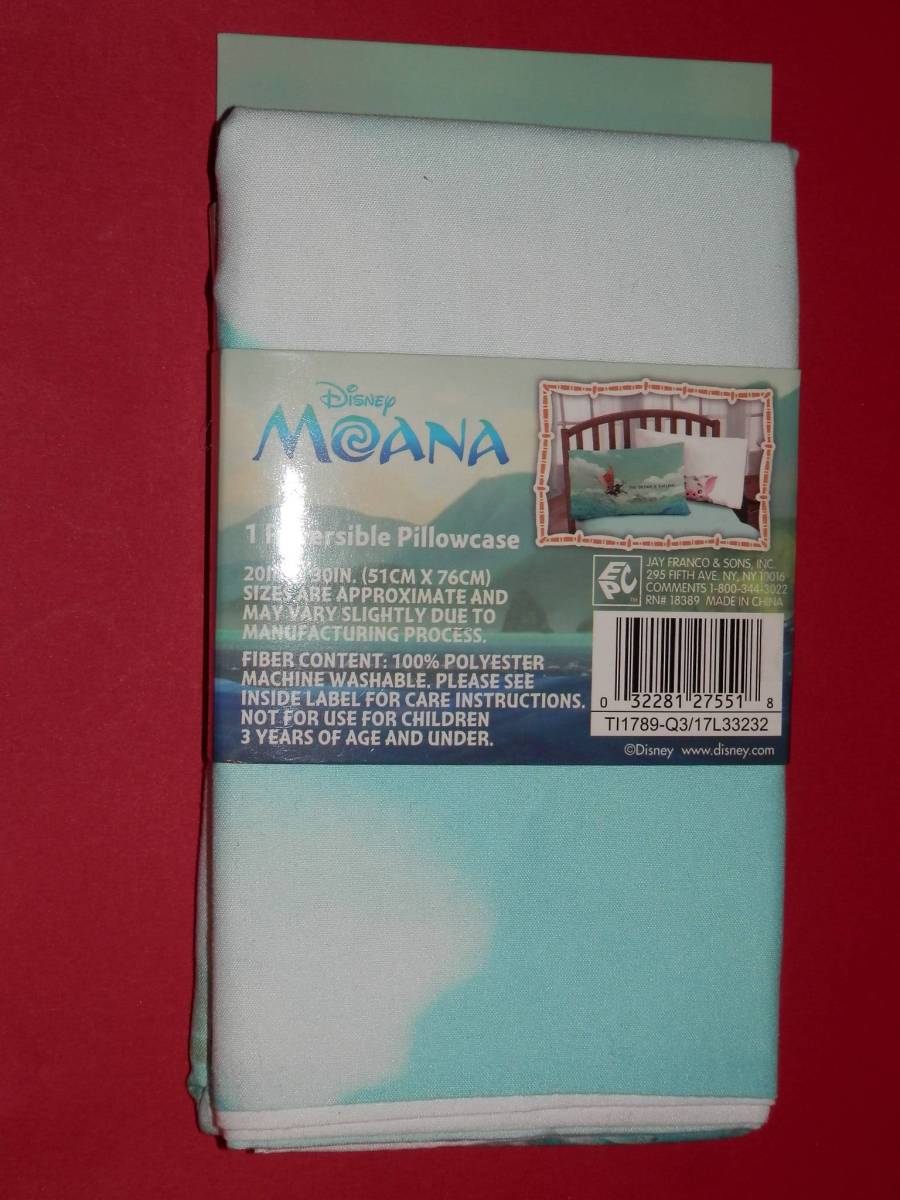 Disney
MOANA
1 Reversible Pillowcase
20IN. 30IN. (51CM X 76CM)
SIZES ARE APPROXIMATE AND
MAY VARY SLIGHTLY DUE TO
MANUFACTURING PROCESS.
FIBER CONTENT: 100% POLYESTER
MACHINE WASHABLE. PLEASE SEE
INSIDE LABEL FOR CARE INSTRUCTIONS.
NOT FOR USE FOR CHILDREN
3 YEARS OF AGE AND UNDER.
JAY FRANCO & SONS, INC.
295 FIFTH AVE. NY, NY 10016
COMMENTS 1-800-344-3022
RN# 18389 MADE IN CHINA
0 32281 27551 8
TI1789-Q3/17L33232
©Disney www.disney.com